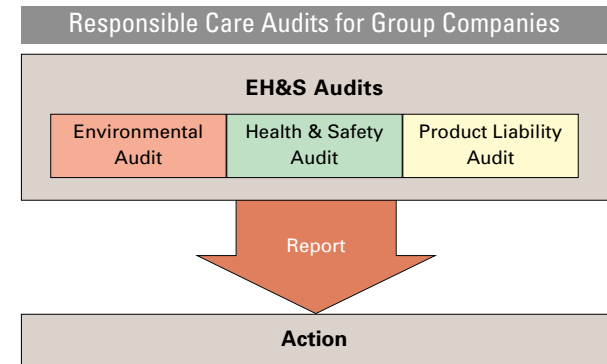 Responsible Care Audits for Group Companies
EH&S Audits
Environmental
Audit
Health & Safety
Audit
Product Liability
Audit
Report
Action